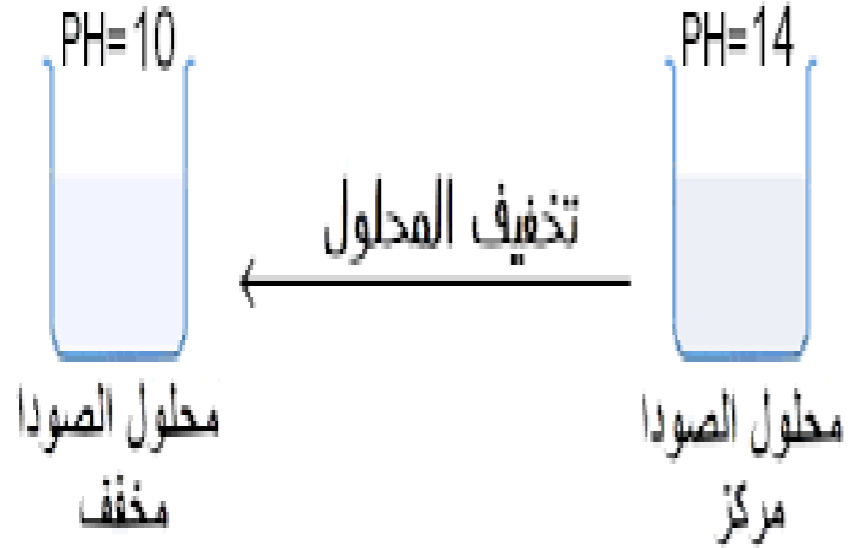 PH=14
PH=10
تخفيف المحلول
محلول الصودا
مركز
محلول الصودا
مخفف